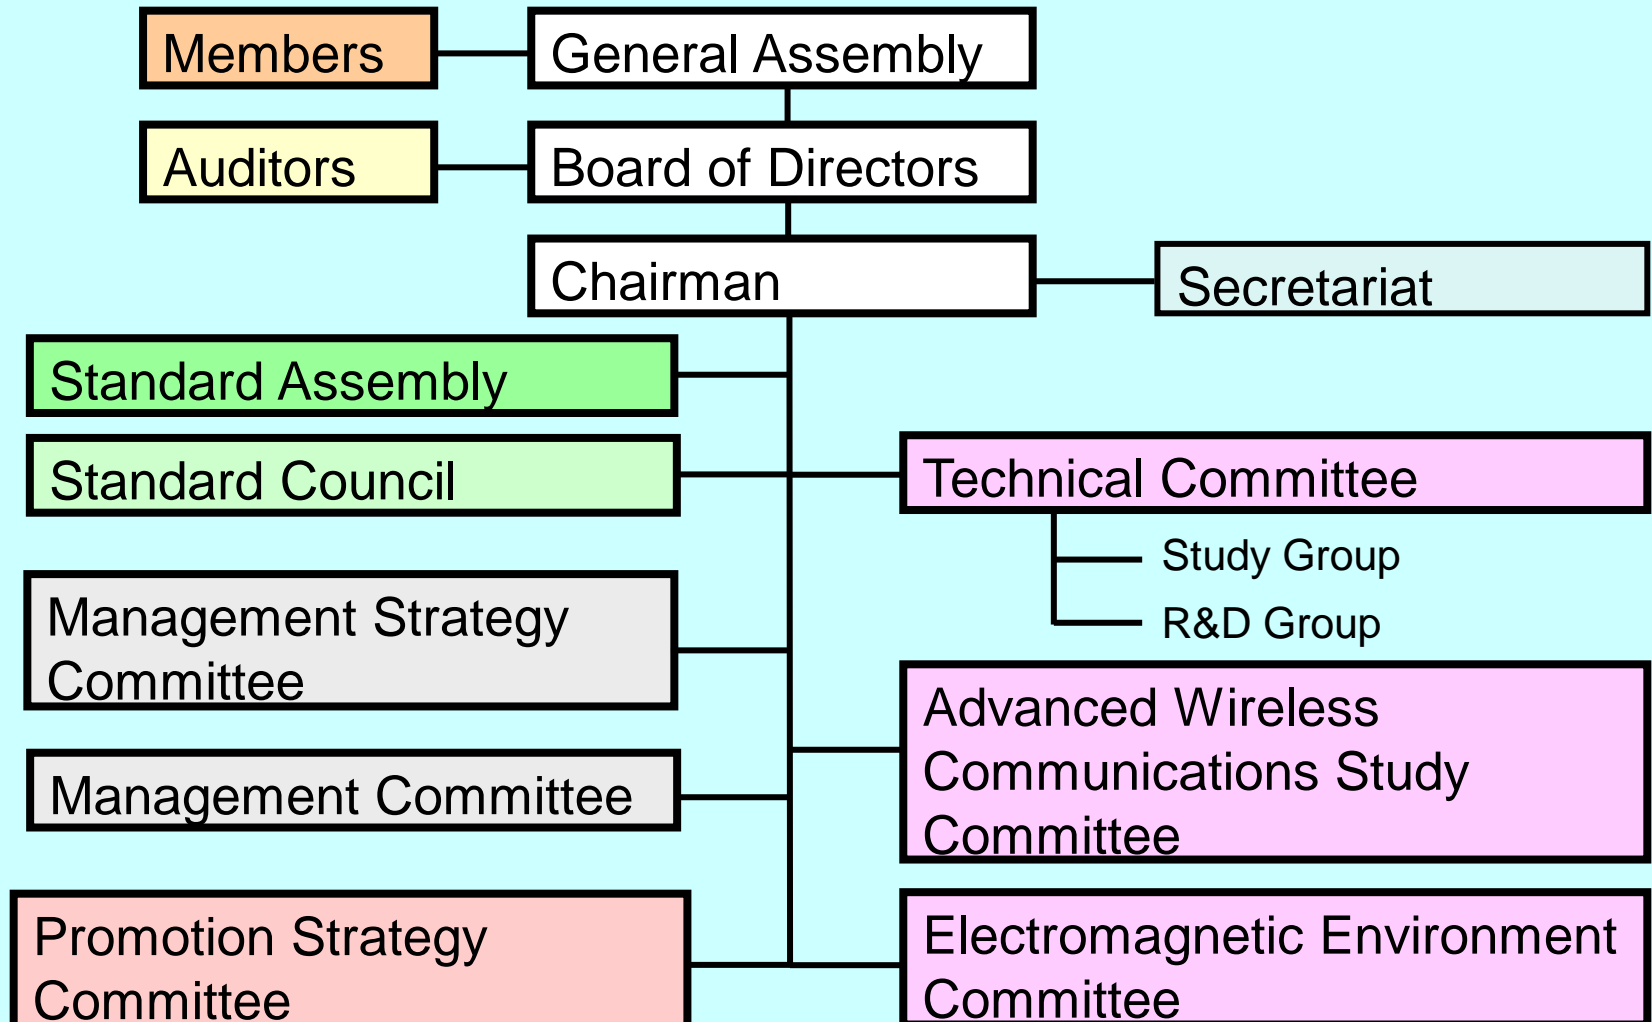 Members
General Assembly
Auditors
Board of Directors
Chairman
Secretariat
Standard Assembly
Standard Council
Technical Committee
Study Group
R&D Group
Management Strategy
Committee
Advanced Wireless
Communications Study
Committee
Management Committee
Promotion Strategy
Committee
Electromagnetic Environment
Committee